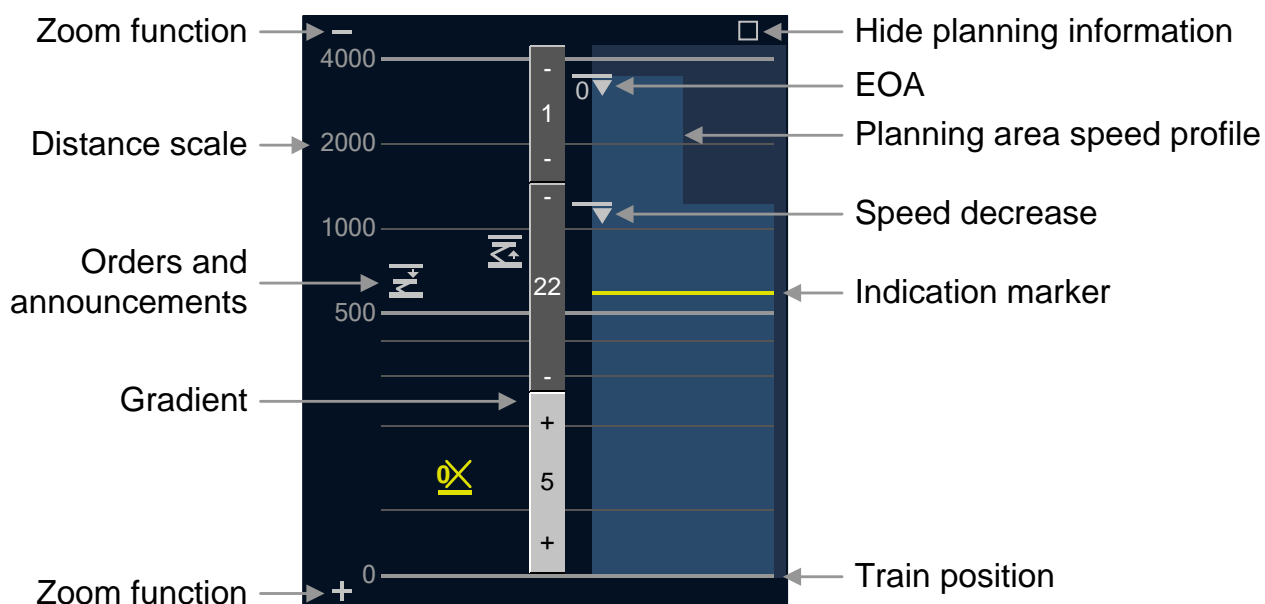 Zoom function
Hide planning information
4000
EOA
-
0
1
Planning area speed profile
Distance scale
2000
-
-
Speed decrease
1000
Orders and
announcements
22
Indication marker
500
-
Gradient
+
0
5
+
0
Train position
Zoom function